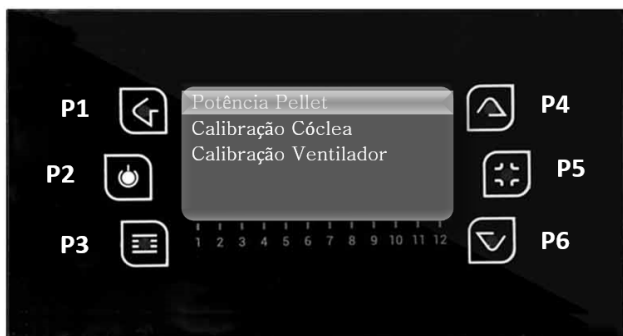 P1
P2
P3
Potência Pellet
Calibração Cóclea
Calibração Ventilador
1 2 3 4 5 6 7 8 9 10 11 12
P4
P5
P6